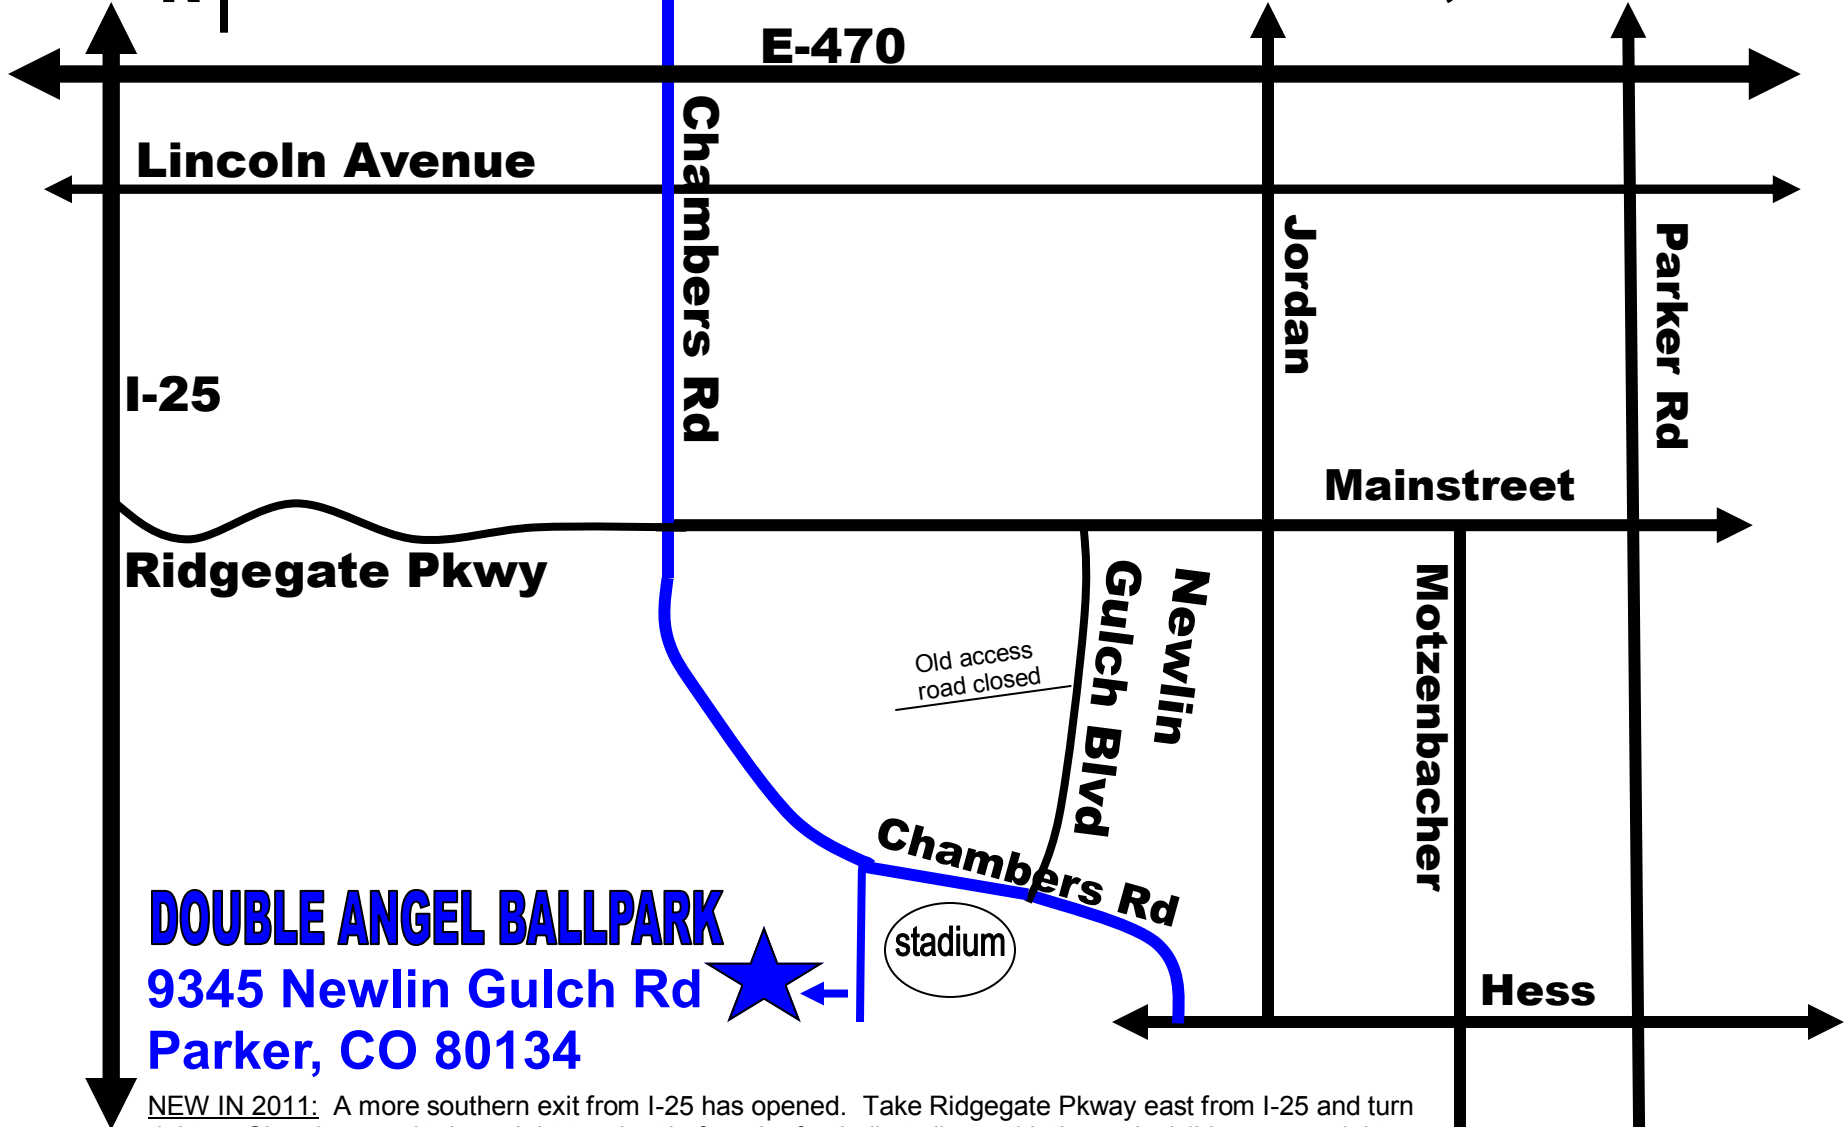 E-470
Lincoln Avenue
Chambers Rd
Jordan
Parker Rd
I-25
Mainstreet
Ridgegate Pkwy
Newlin
Gulch Blvd
Motzenbacher
Old access
road closed
Chambers Rd
stadium
DOUBLE ANGEL BALLPARK
9345 Newlin Gulch Rd
Parker, CO 80134
Hess
NEW IN 2011: A more southern exit from I-25 has opened. Take Ridgegate Pkway east from I-25 and turn